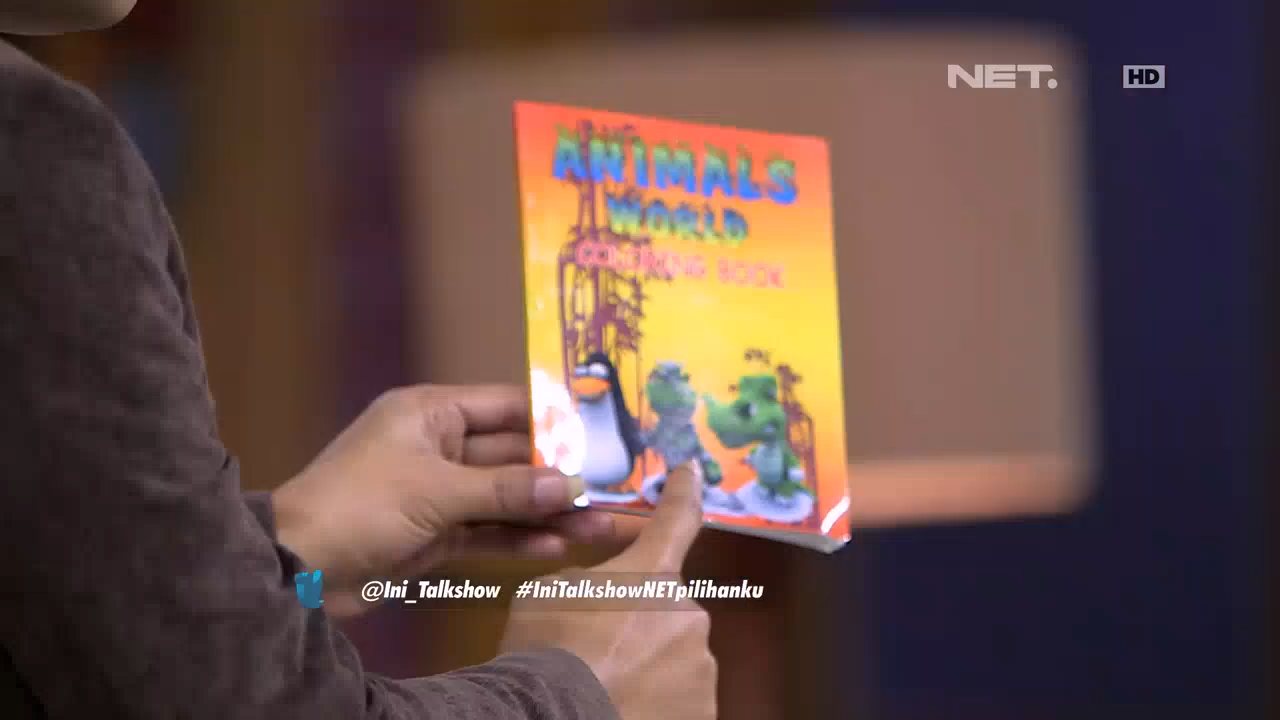 NET.
HD
ANIMALS
WORLD
COLORING BOOK
@Ini_Talkshow #IniTalkshowNETpilihanku